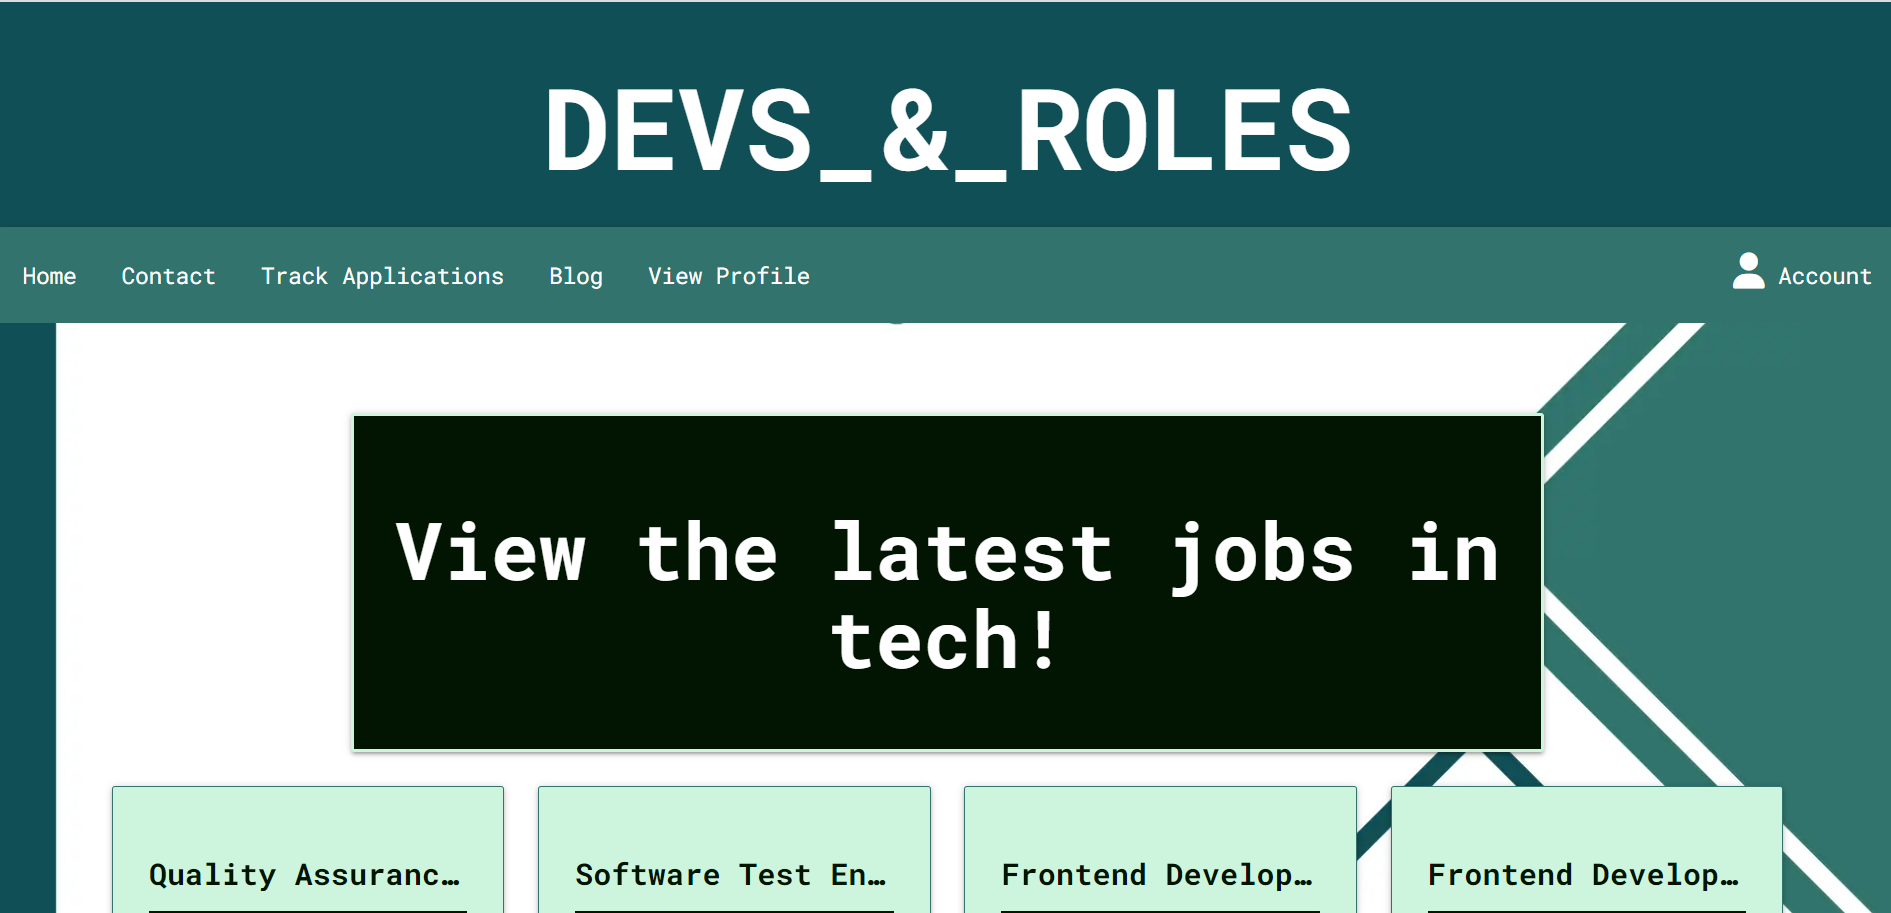 DEVS_&_ROLES
Home Contact Track Applications Blog View Profile Account
View the latest jobs in
tech!
Quality Assuranc… Software Test En… Frontend Develop… Frontend Develop…